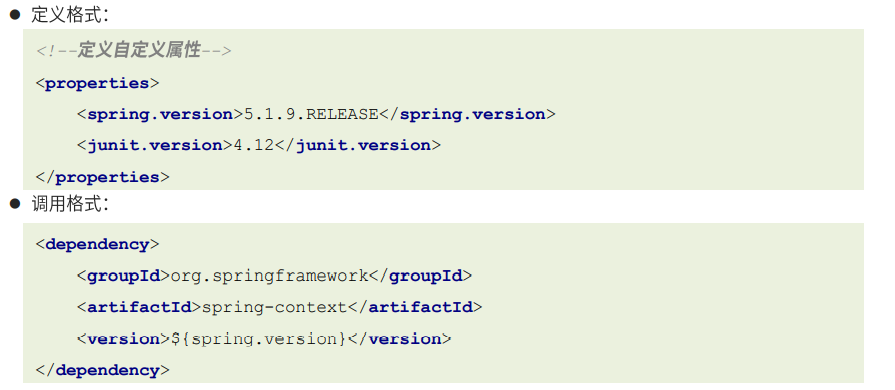 ● 定义格式：
<!--定义自定义属性-->
<properties>
    <spring.version>5.1.9.RELEASE</spring.version>
    <junit.version>4.12</junit.version>
</properties>
● 调用格式：
<dependency>
    <groupId>org.springframework</groupId>
    <artifactId>spring-context</artifactId>
    <version>${spring.version}</version>
</dependency>